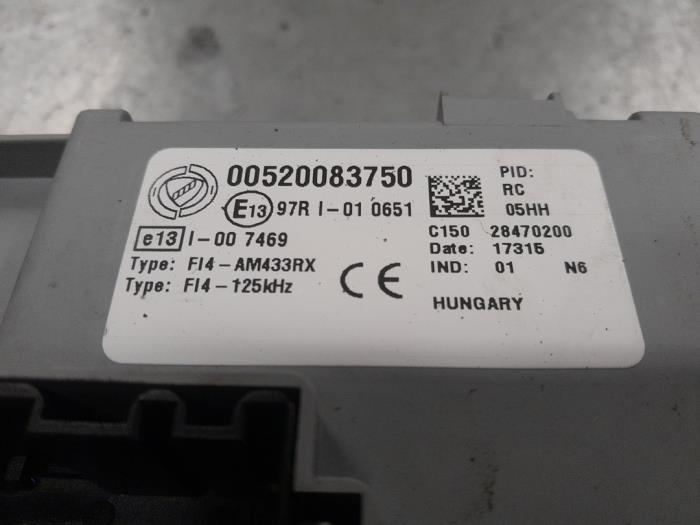 00520083750
E13 97R I-01 0651
e13 I-00 7469
Type: FI4-AM433RX
Type: FI4-125kHz
CE
PID:
RC
05HH
C150 28470200
Date: 17315
IND: 01 N6
HUNGARY